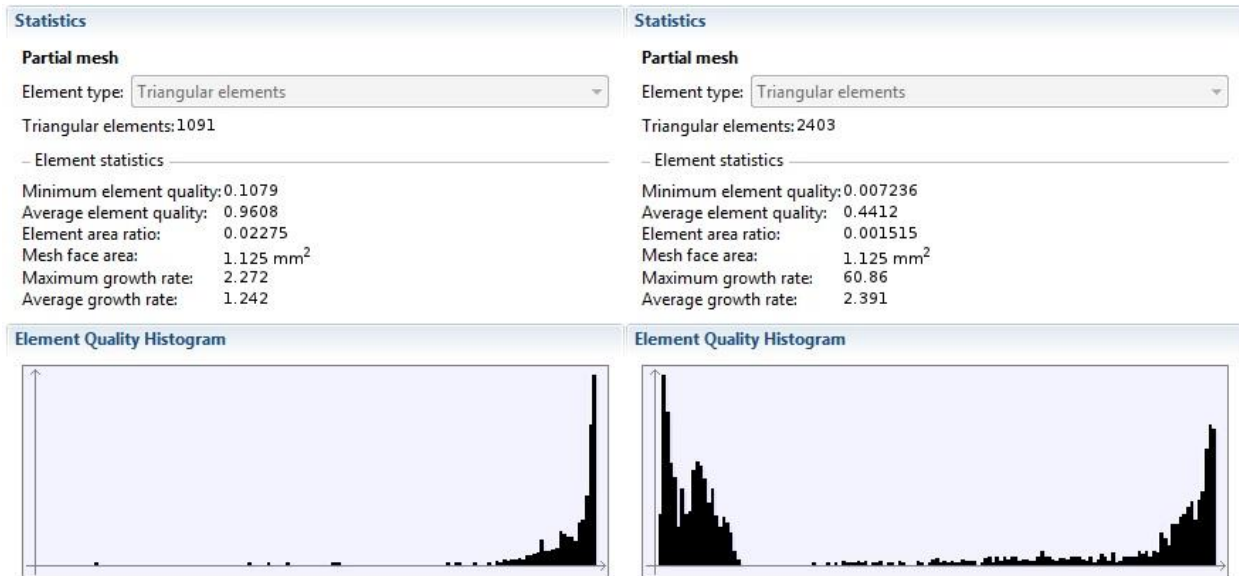 Statistics
Partial mesh
Element type: Triangular elements
Triangular elements: 1091
Element statistics
Minimum element quality: 0.1079
Average element quality: 0.9608
Element area ratio: 0.02275
Mesh face area: 1.125 mm²
Maximum growth rate: 2.272
Average growth rate: 1.242
Element Quality Histogram
Statistics
Partial mesh
Element type: Triangular elements
Triangular elements: 2403
Element statistics
Minimum element quality: 0.007236
Average element quality: 0.4412
Element area ratio: 0.001515
Mesh face area: 1.125 mm²
Maximum growth rate: 60.86
Average growth rate: 2.391
Element Quality Histogram